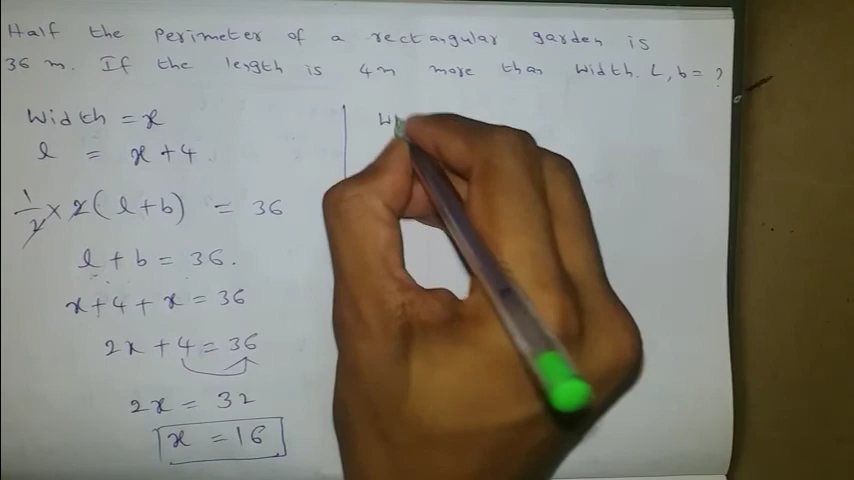 Half the perimeter of a rectangular garden is
36 m. If the length is 4m more than width. L, b = ?
Width = x
l = x + 4
1/2 × 2(l + b) = 36
l + b = 36.
x + 4 + x = 36
2x + 4 = 36
2x = 32
x = 16